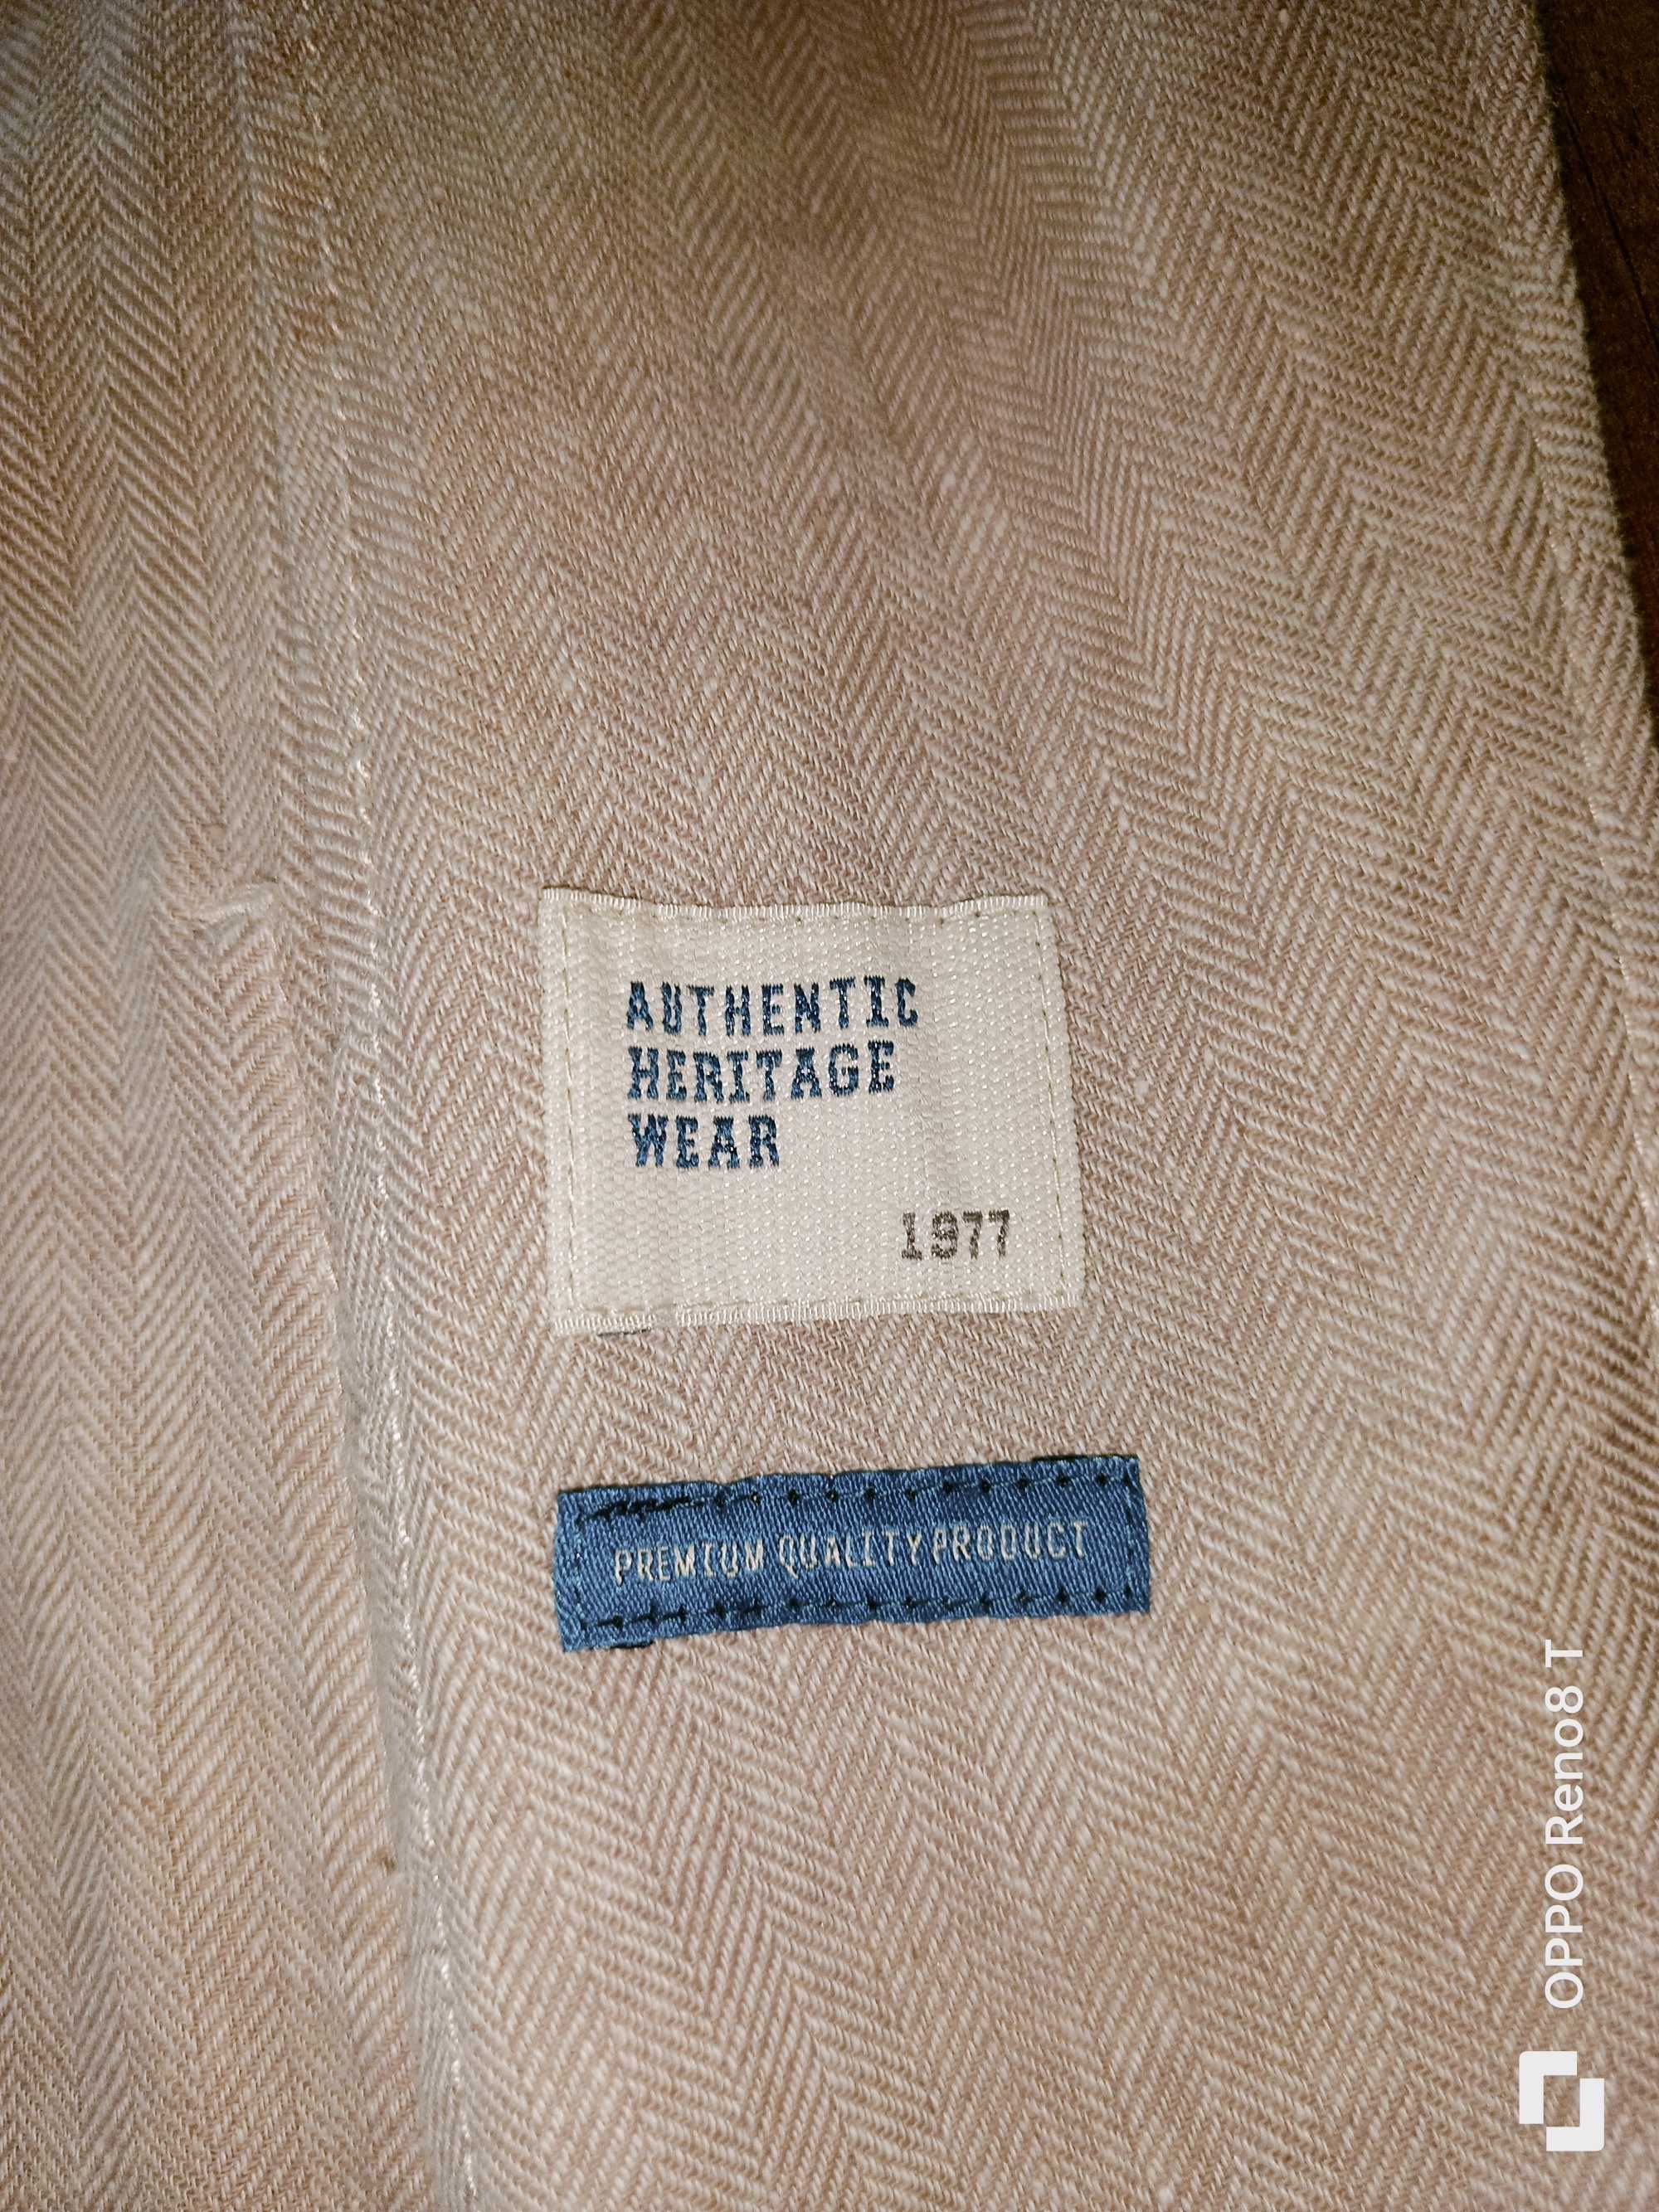 AUTHENTIC
HERITAGE
WEAR
1977
PREMIUM QUALITY PRODUCT
OPPO Reno8 T